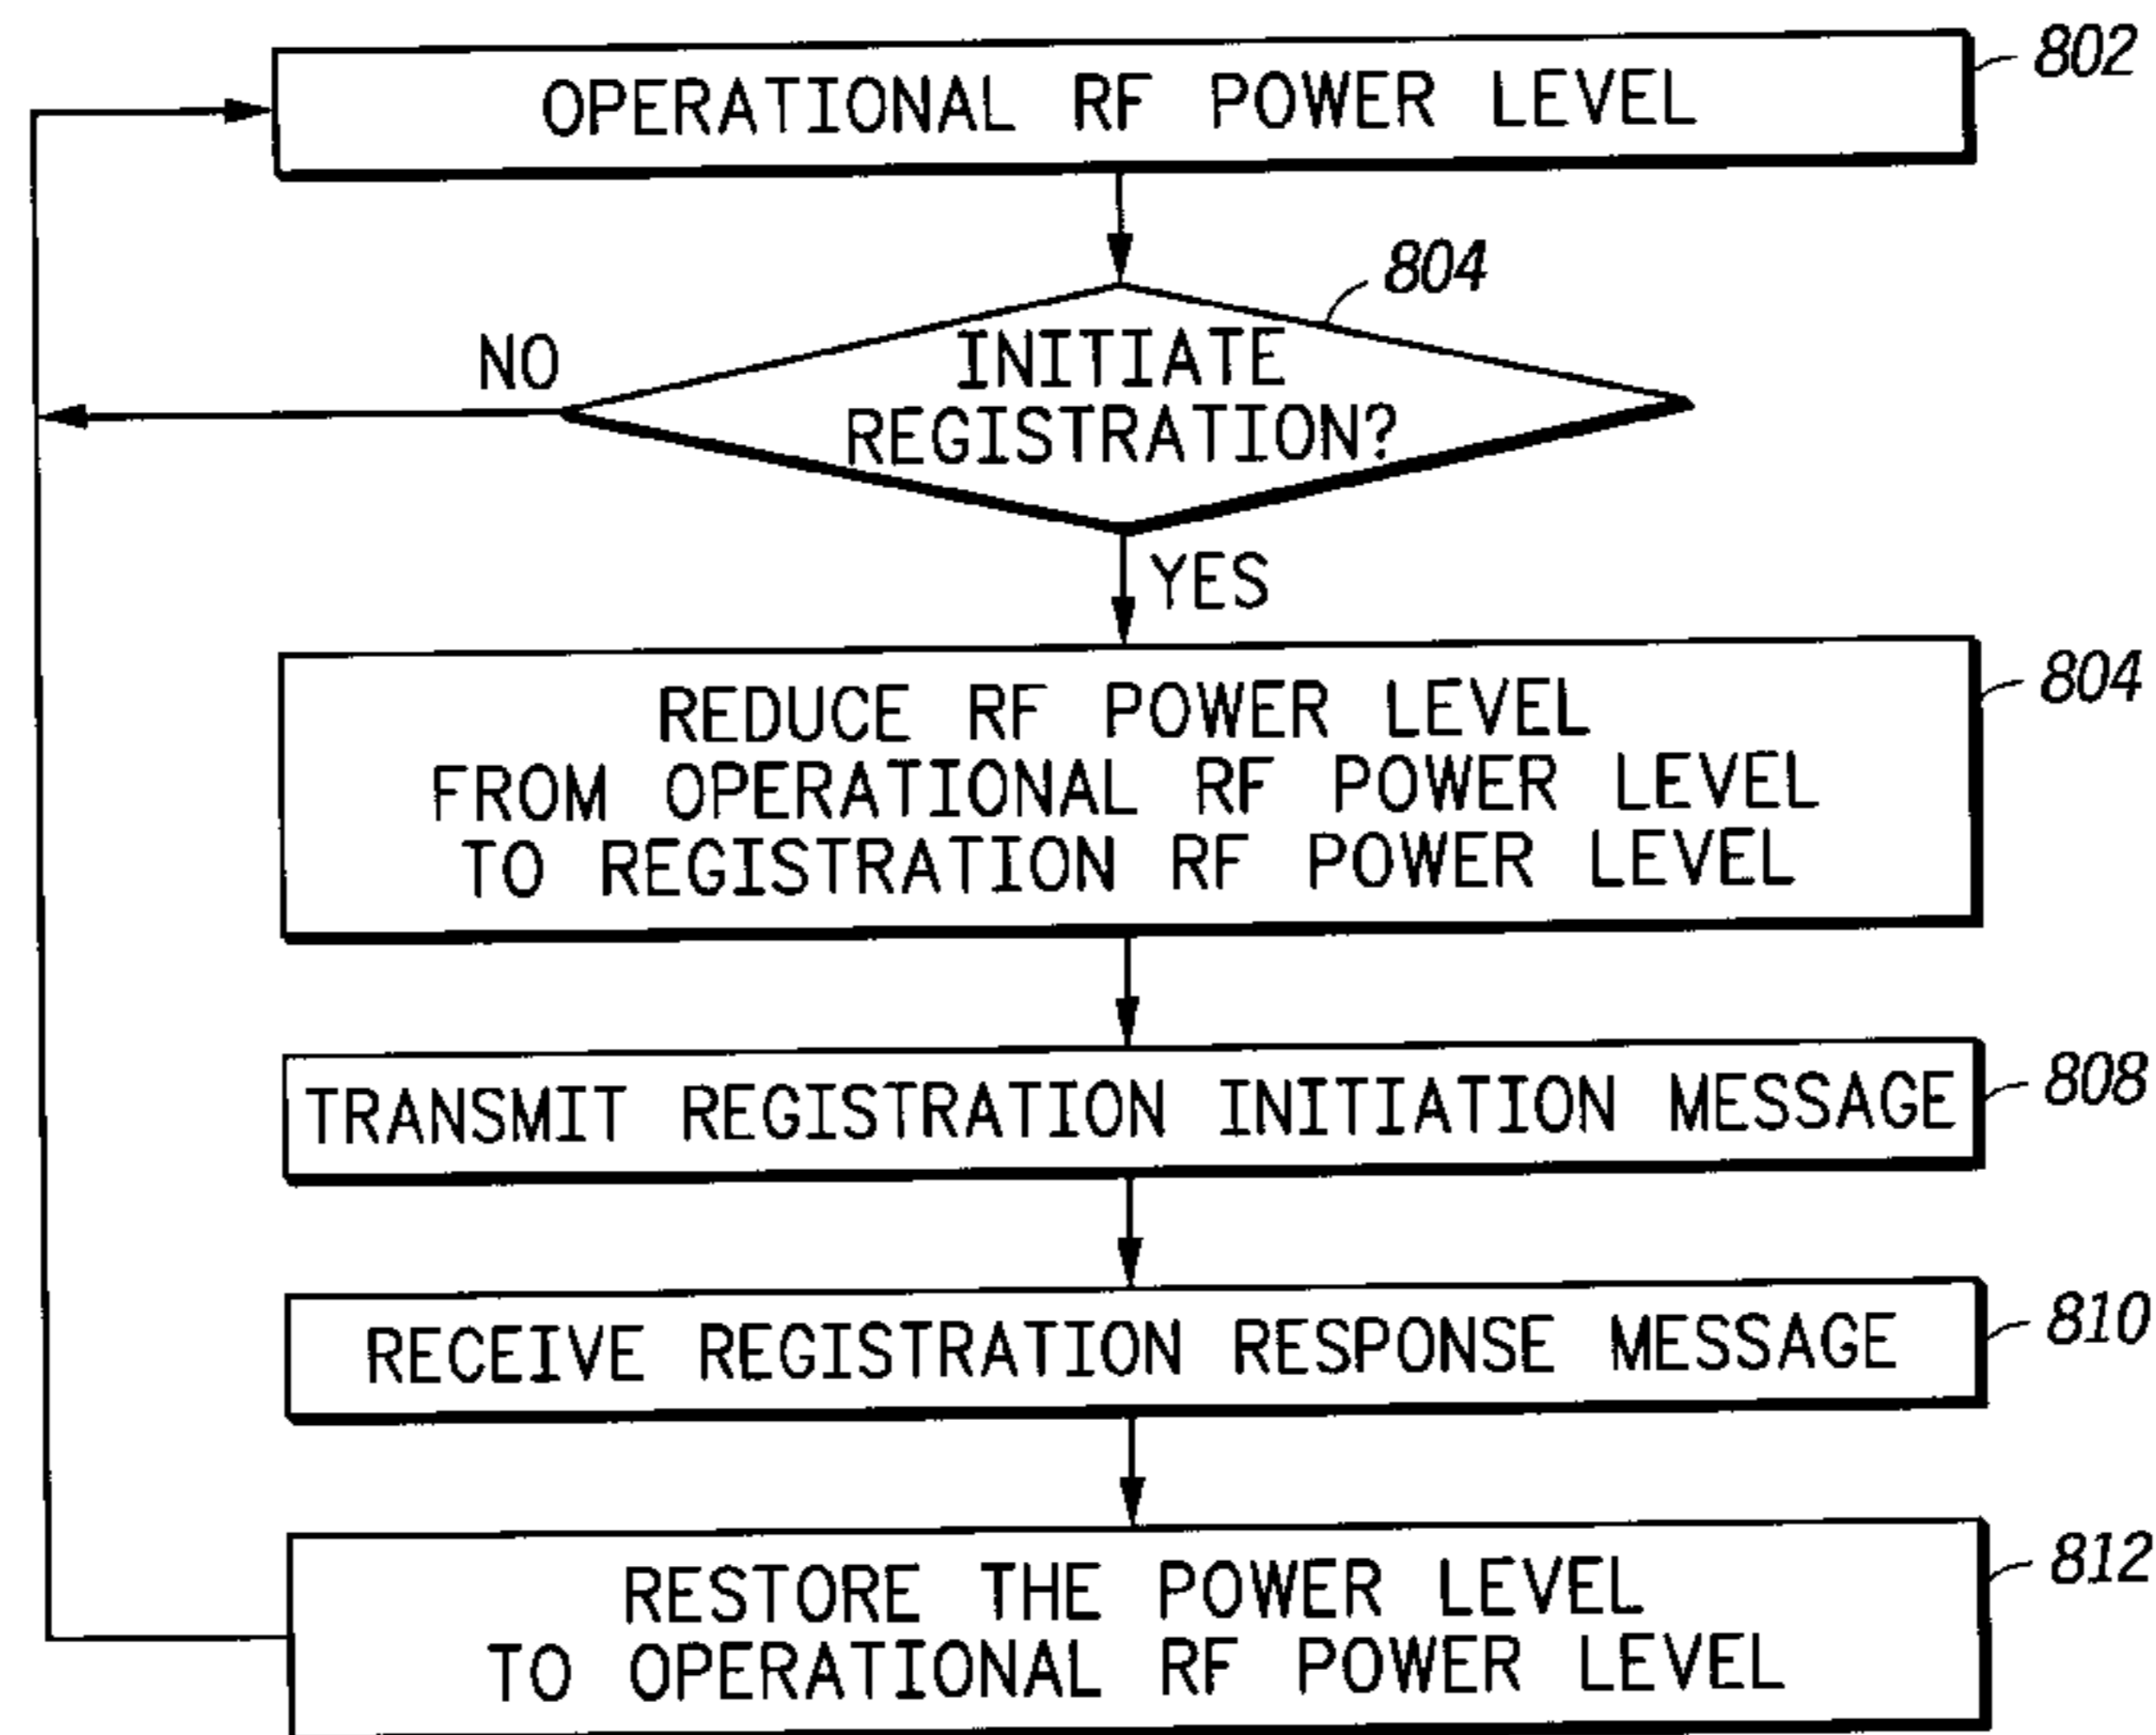 OPERATIONAL RF POWER LEVEL
802
804
INITIATE
REGISTRATION?
NO
YES
REDUCE RF POWER LEVEL
FROM OPERATIONAL RF POWER LEVEL
TO REGISTRATION RF POWER LEVEL
804
TRANSMIT REGISTRATION INITIATION MESSAGE
808
RECEIVE REGISTRATION RESPONSE MESSAGE
810
RESTORE THE POWER LEVEL
TO OPERATIONAL RF POWER LEVEL
812